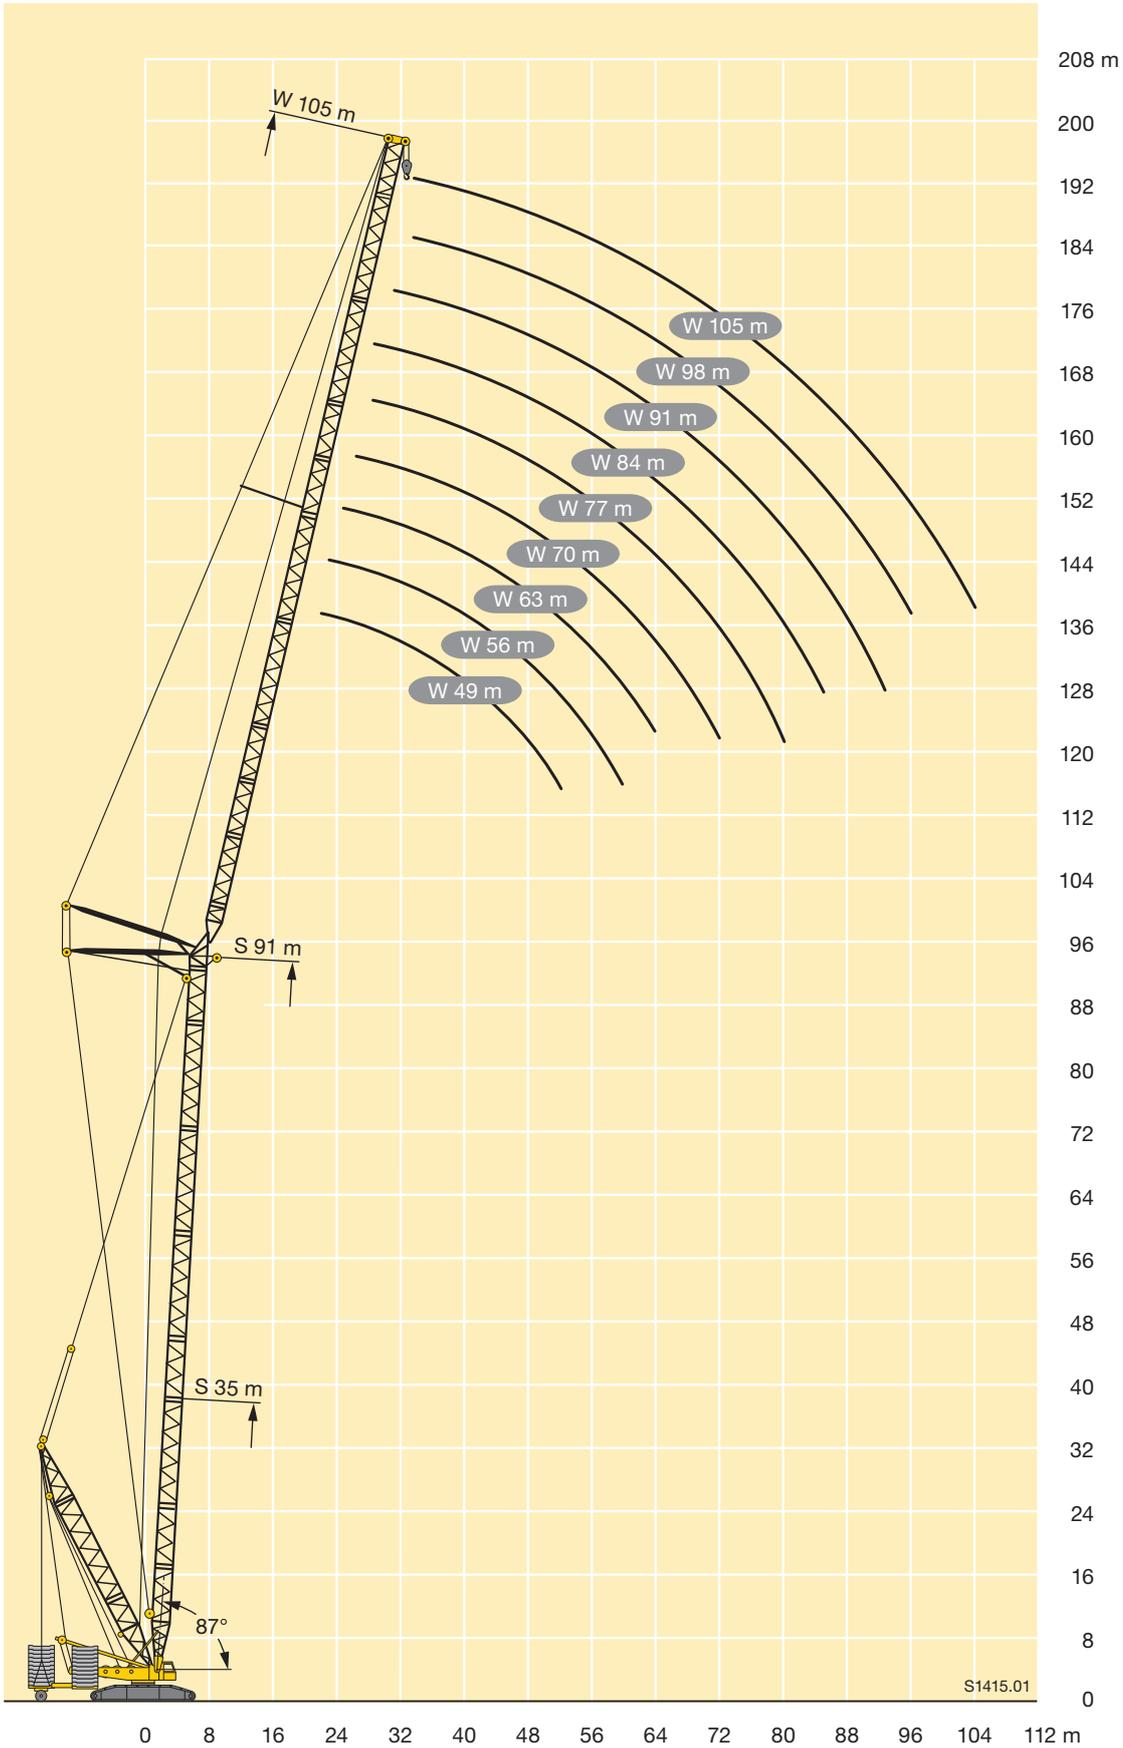 208 m
W 105 m
200
192
184
176
W 105 m
168
W 98 m
160
W 91 m
W 84 m
152
W 77 m
144
W 70 m
W 63 m
136
W 56 m
128
W 49 m
120
112
104
96
S 91 m
88
80
72
64
56
48
40
S 35 m
32
24
16
87°
8
S1415.01
0
0 8 16 24 32 40 48 56 64 72 80 88 96 104 112 m